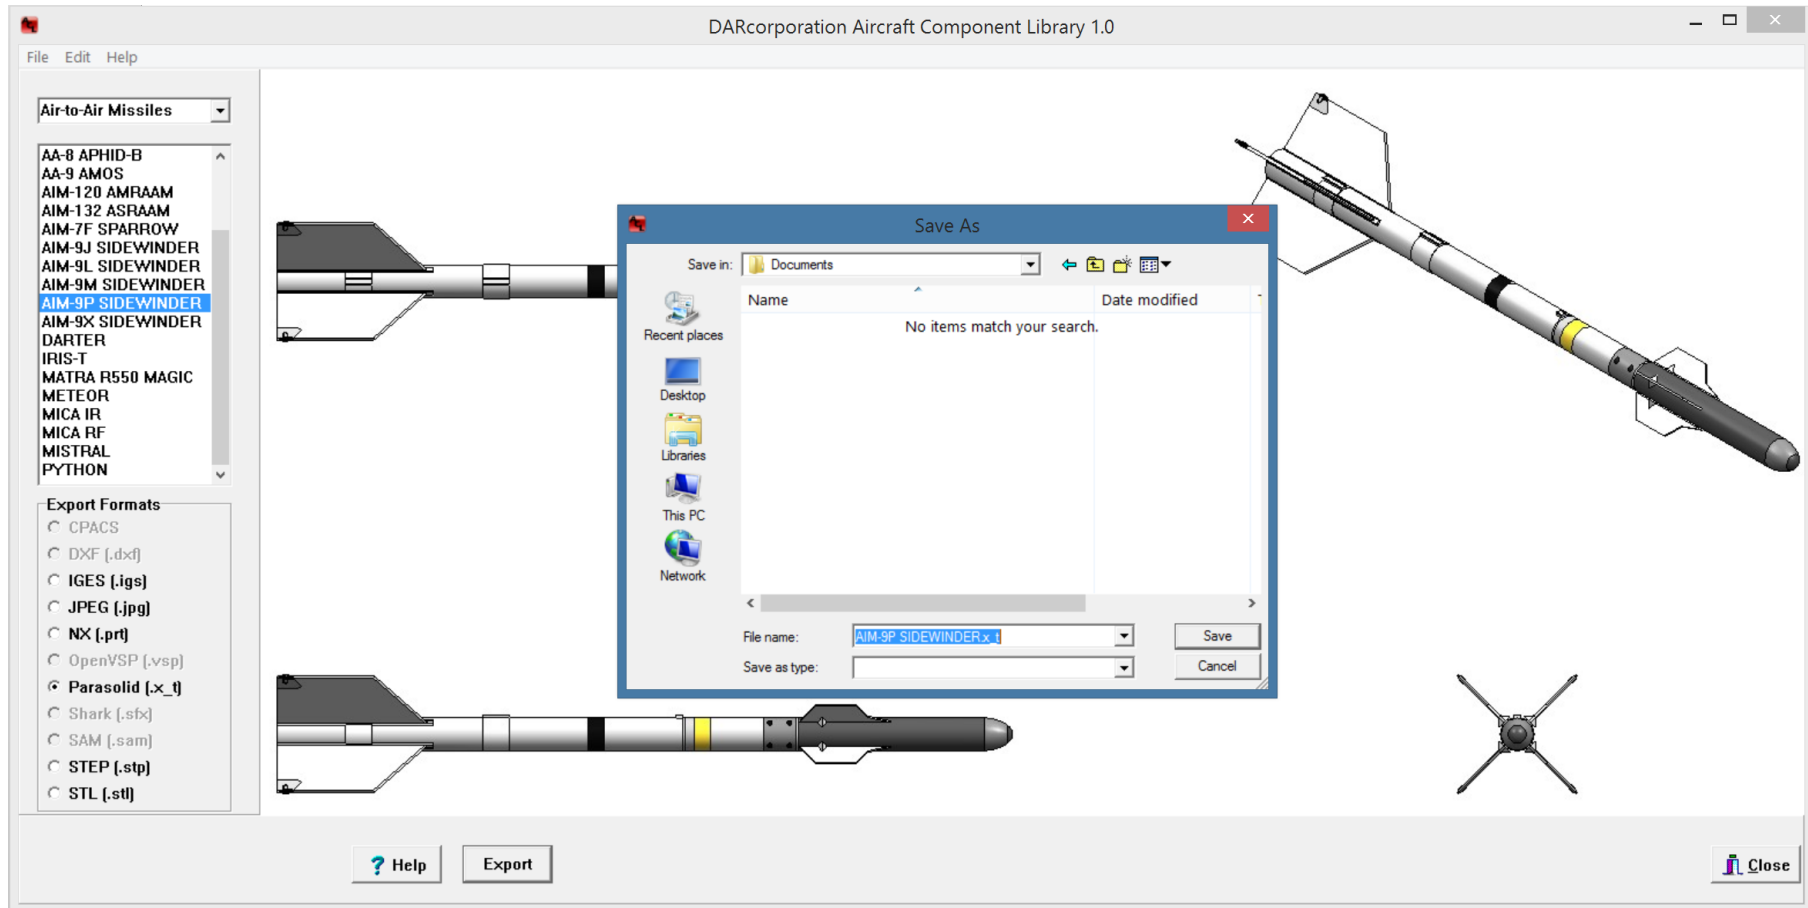 DARcorporation Aircraft Component Library 1.0
File Edit Help
Air-to-Air Missiles
AA-8 APHID-B
AA-9 AMOS
AIM-120 AMRAAM
AIM-132 ASRAAM
AIM-7F SPARROW
AIM-9J SIDEWINDER
AIM-9L SIDEWINDER
AIM-9M SIDEWINDER
AIM-9P SIDEWINDER
AIM-9X SIDEWINDER
DARTER
IRIS-T
MATRA R550 MAGIC
METEOR
MICA IR
MICA RF
MISTRAL
PYTHON
Export Formats
CPACS
DXF (.dxf)
IGES (.igs)
JPEG (.jpg)
NX (.prt)
OpenVSP (.vsp)
Parasolid (.x_t)
Shark (.sfx)
SAM (.sam)
STEP (.stp)
STL (.stl)
Save As
Save in: Documents
Recent places
Desktop
Libraries
This PC
Network
Name Date modified
No items match your search.
File name: AIM-9P SIDEWINDER.x_t Save
Save as type: Cancel
? Help
Export
Close